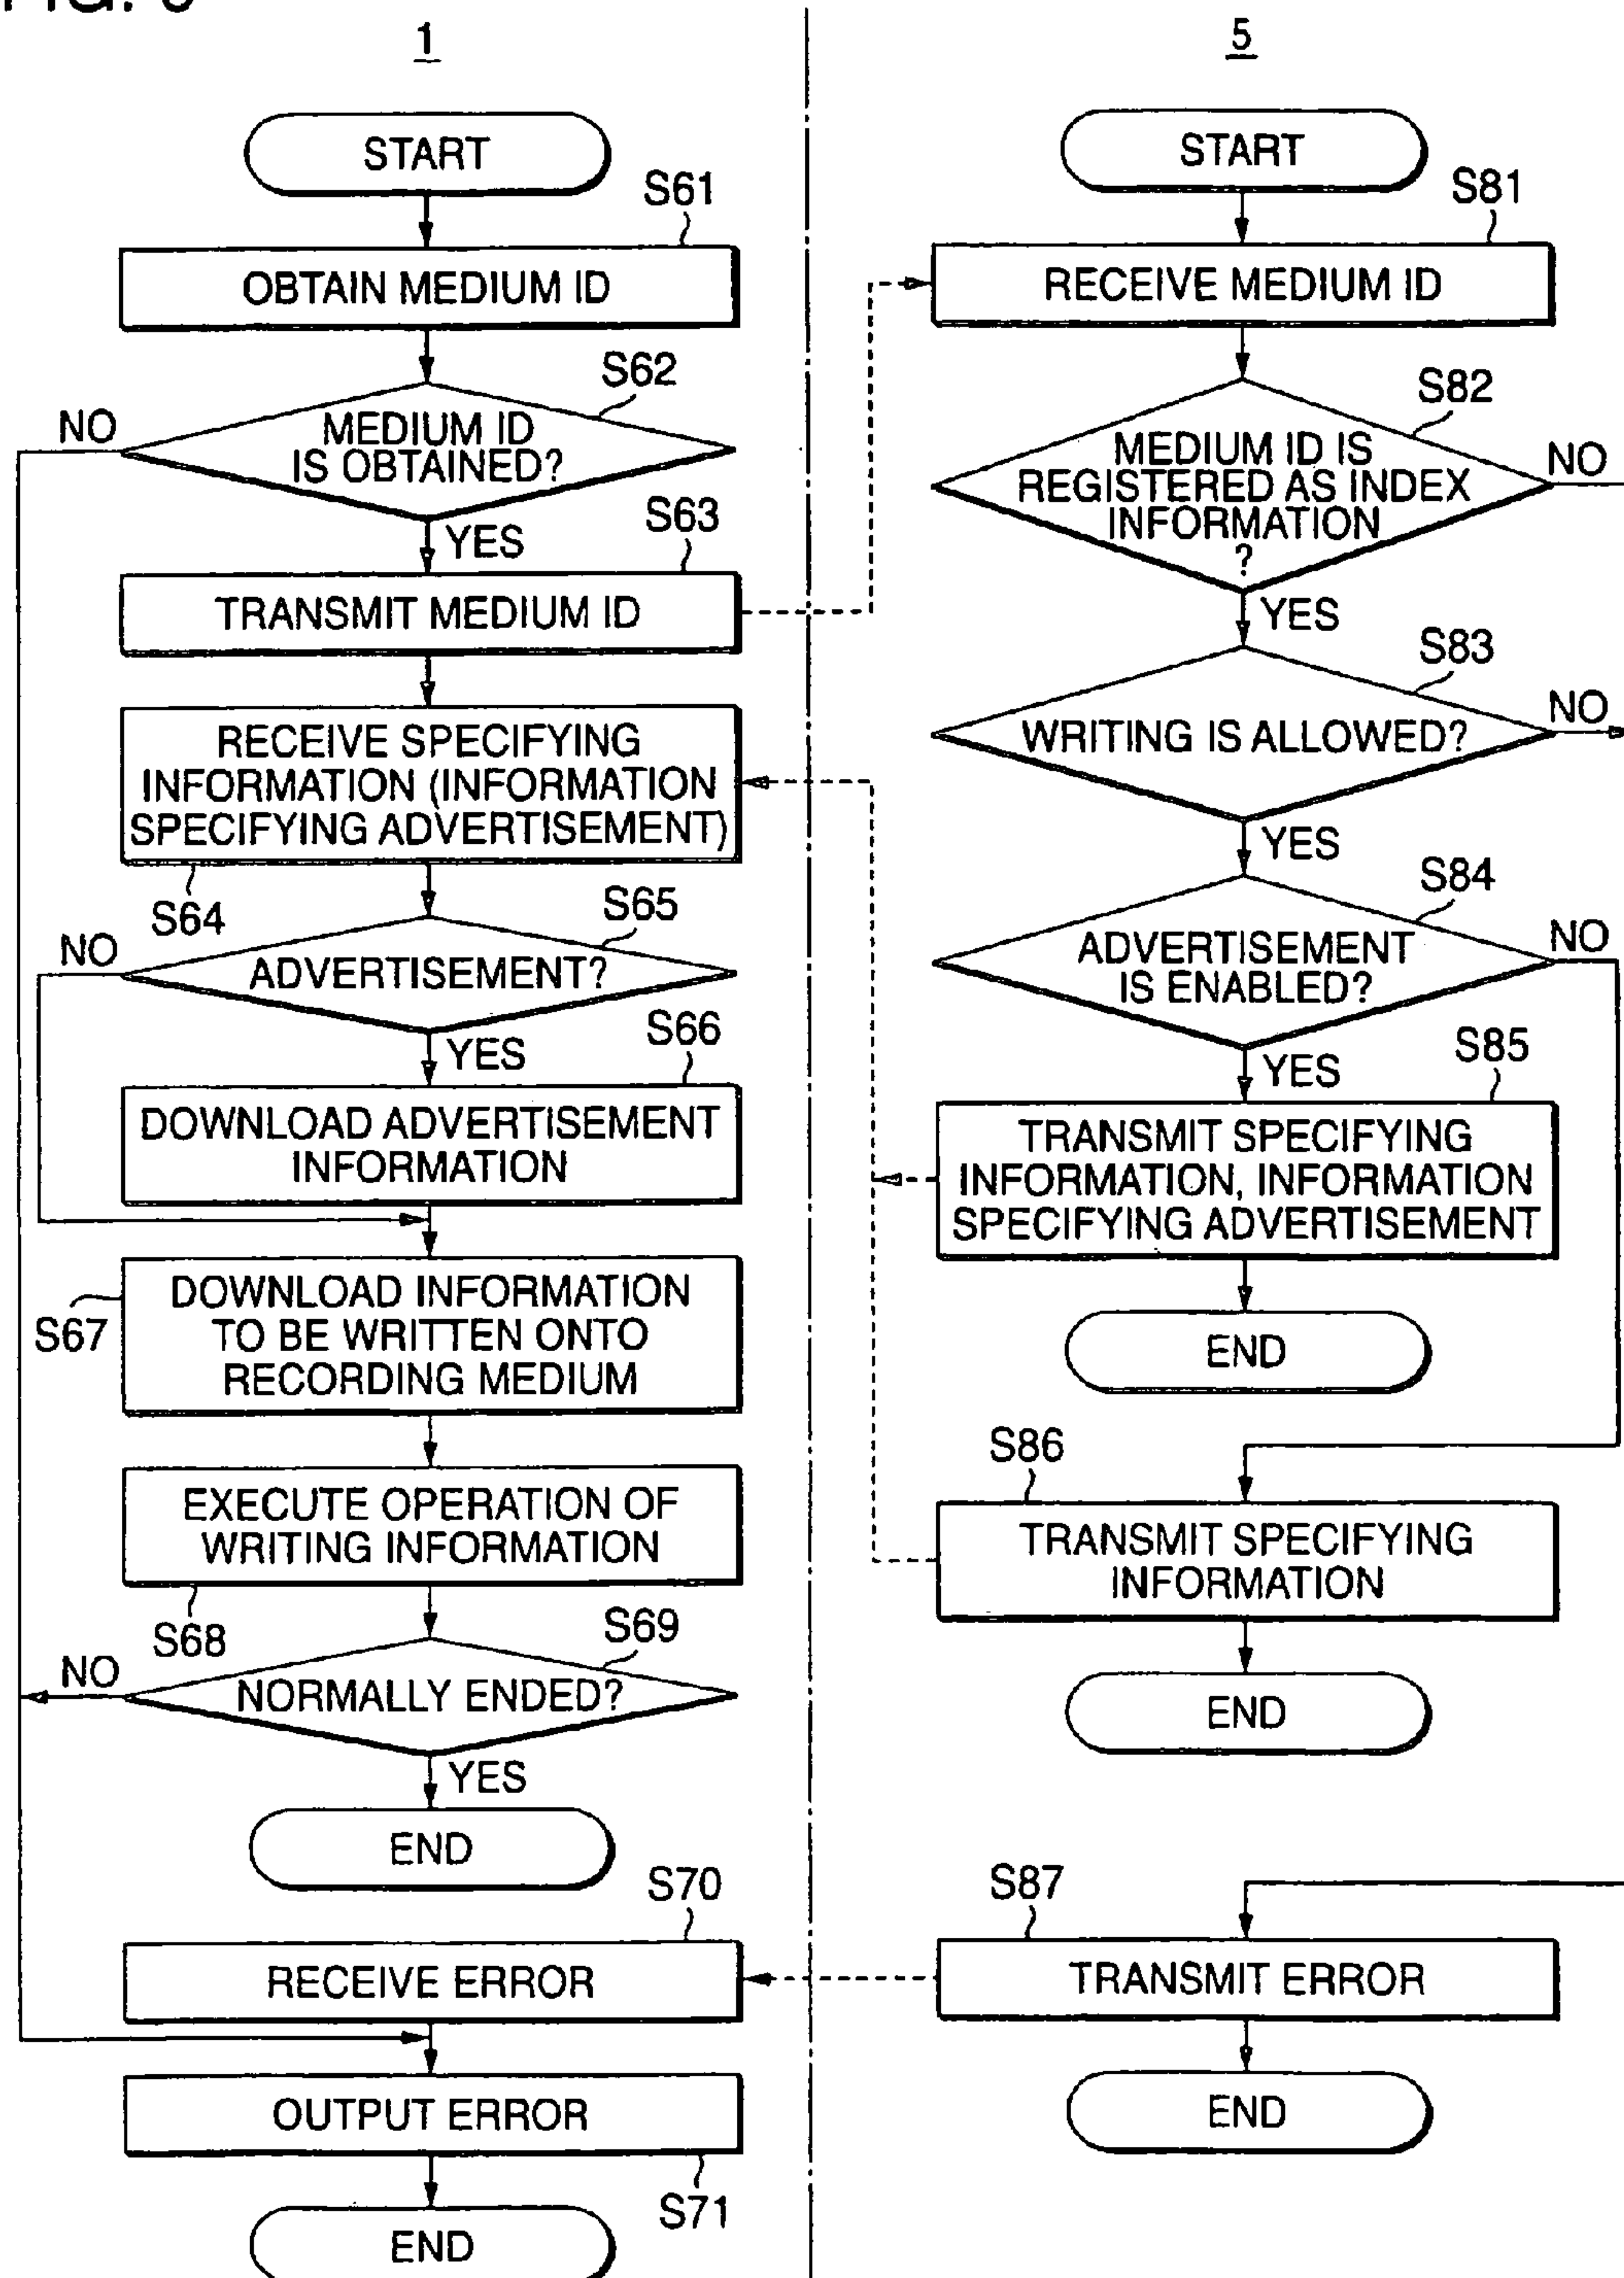 1
START
S61
OBTAIN MEDIUM ID
S62
NO
MEDIUM ID
IS OBTAINED?
YES
S63
TRANSMIT MEDIUM ID
RECEIVE SPECIFYING
INFORMATION (INFORMATION
SPECIFYING ADVERTISEMENT)
S64
S65
NO
ADVERTISEMENT?
YES
S66
DOWNLOAD ADVERTISEMENT
INFORMATION
S67
DOWNLOAD INFORMATION
TO BE WRITTEN ONTO
RECORDING MEDIUM
EXECUTE OPERATION OF
WRITING INFORMATION
S68
S69
NO
NORMALLY ENDED?
YES
END
S70
RECEIVE ERROR
OUTPUT ERROR
S71
END
5
START
S81
RECEIVE MEDIUM ID
S82
MEDIUM ID IS
REGISTERED AS INDEX
INFORMATION
?
NO
YES
S83
WRITING IS ALLOWED?
NO
YES
S84
ADVERTISEMENT
IS ENABLED?
NO
YES
S85
TRANSMIT SPECIFYING
INFORMATION, INFORMATION
SPECIFYING ADVERTISEMENT
END
S86
TRANSMIT SPECIFYING
INFORMATION
END
S87
TRANSMIT ERROR
END